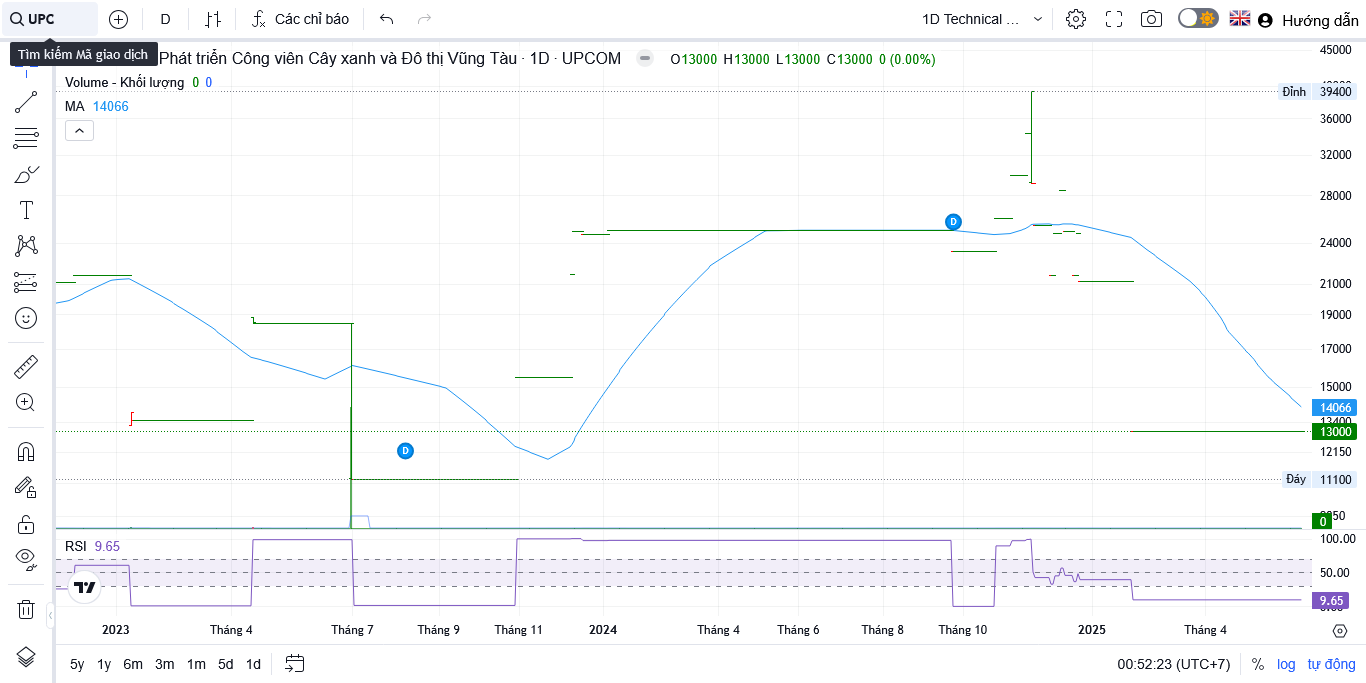 UPC
D
Các chỉ báo
1D Technical ...
Hướng dẫn
Tìm kiếm Mã giao dịch
Phát triển Công viên Cây xanh và Đô thị Vũng Tàu · 1D · UPCOM
O13000 H13000 L13000 C13000 0 (0.00%)
Volume - Khối lượng 0 0
MA 14066
45000
Đỉnh 39400
36000
32000
28000
D
24000
21000
19000
17000
15000
14066
13400
13000
D
12150
Đáy 11100
0
RSI 9.65
100.00
50.00
9.65
2023 Tháng 4 Tháng 7 Tháng 9 Tháng 11 2024 Tháng 4 Tháng 6 Tháng 8 Tháng 10 2025 Tháng 4
5y 1y 6m 3m 1m 5d 1d
00:52:23 (UTC+7) % log tự động